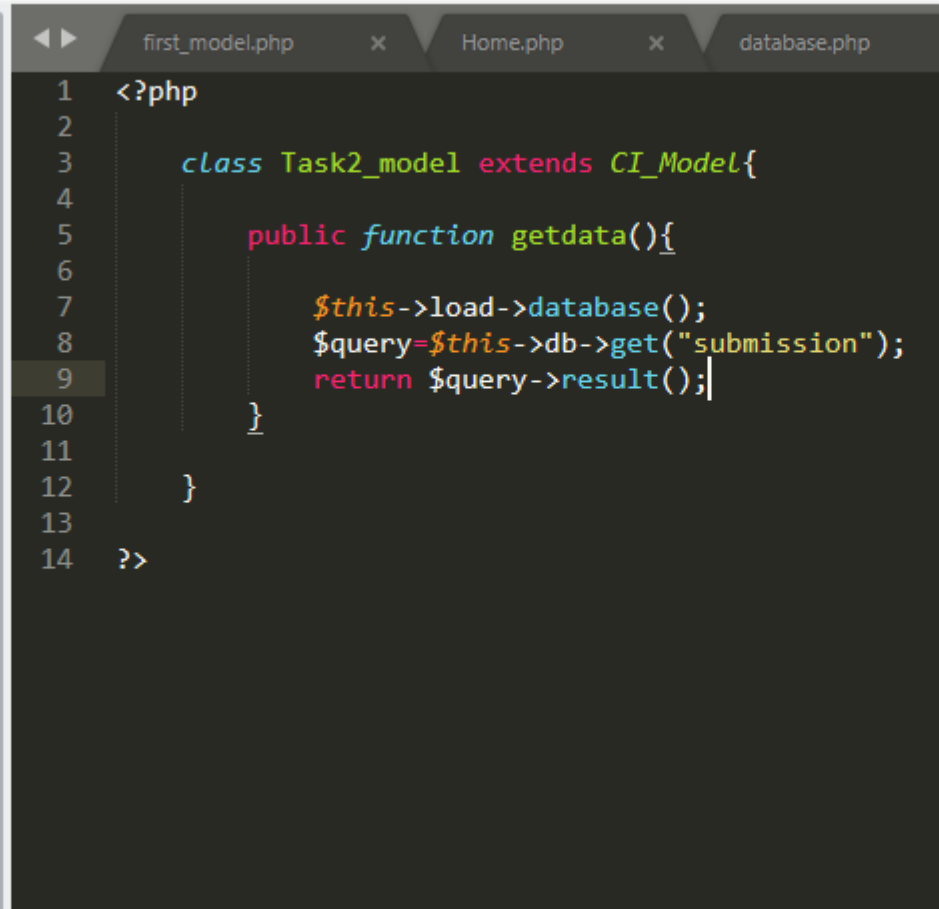 first_model.php × Home.php × database.php
1 <?php
2
3 class Task2_model extends CI_Model{
4
5 public function getdata(){
6
7 $this->load->database();
8 $query=$this->db->get("submission");
9 return $query->result();
10 }
11
12 }
13
14 ?>